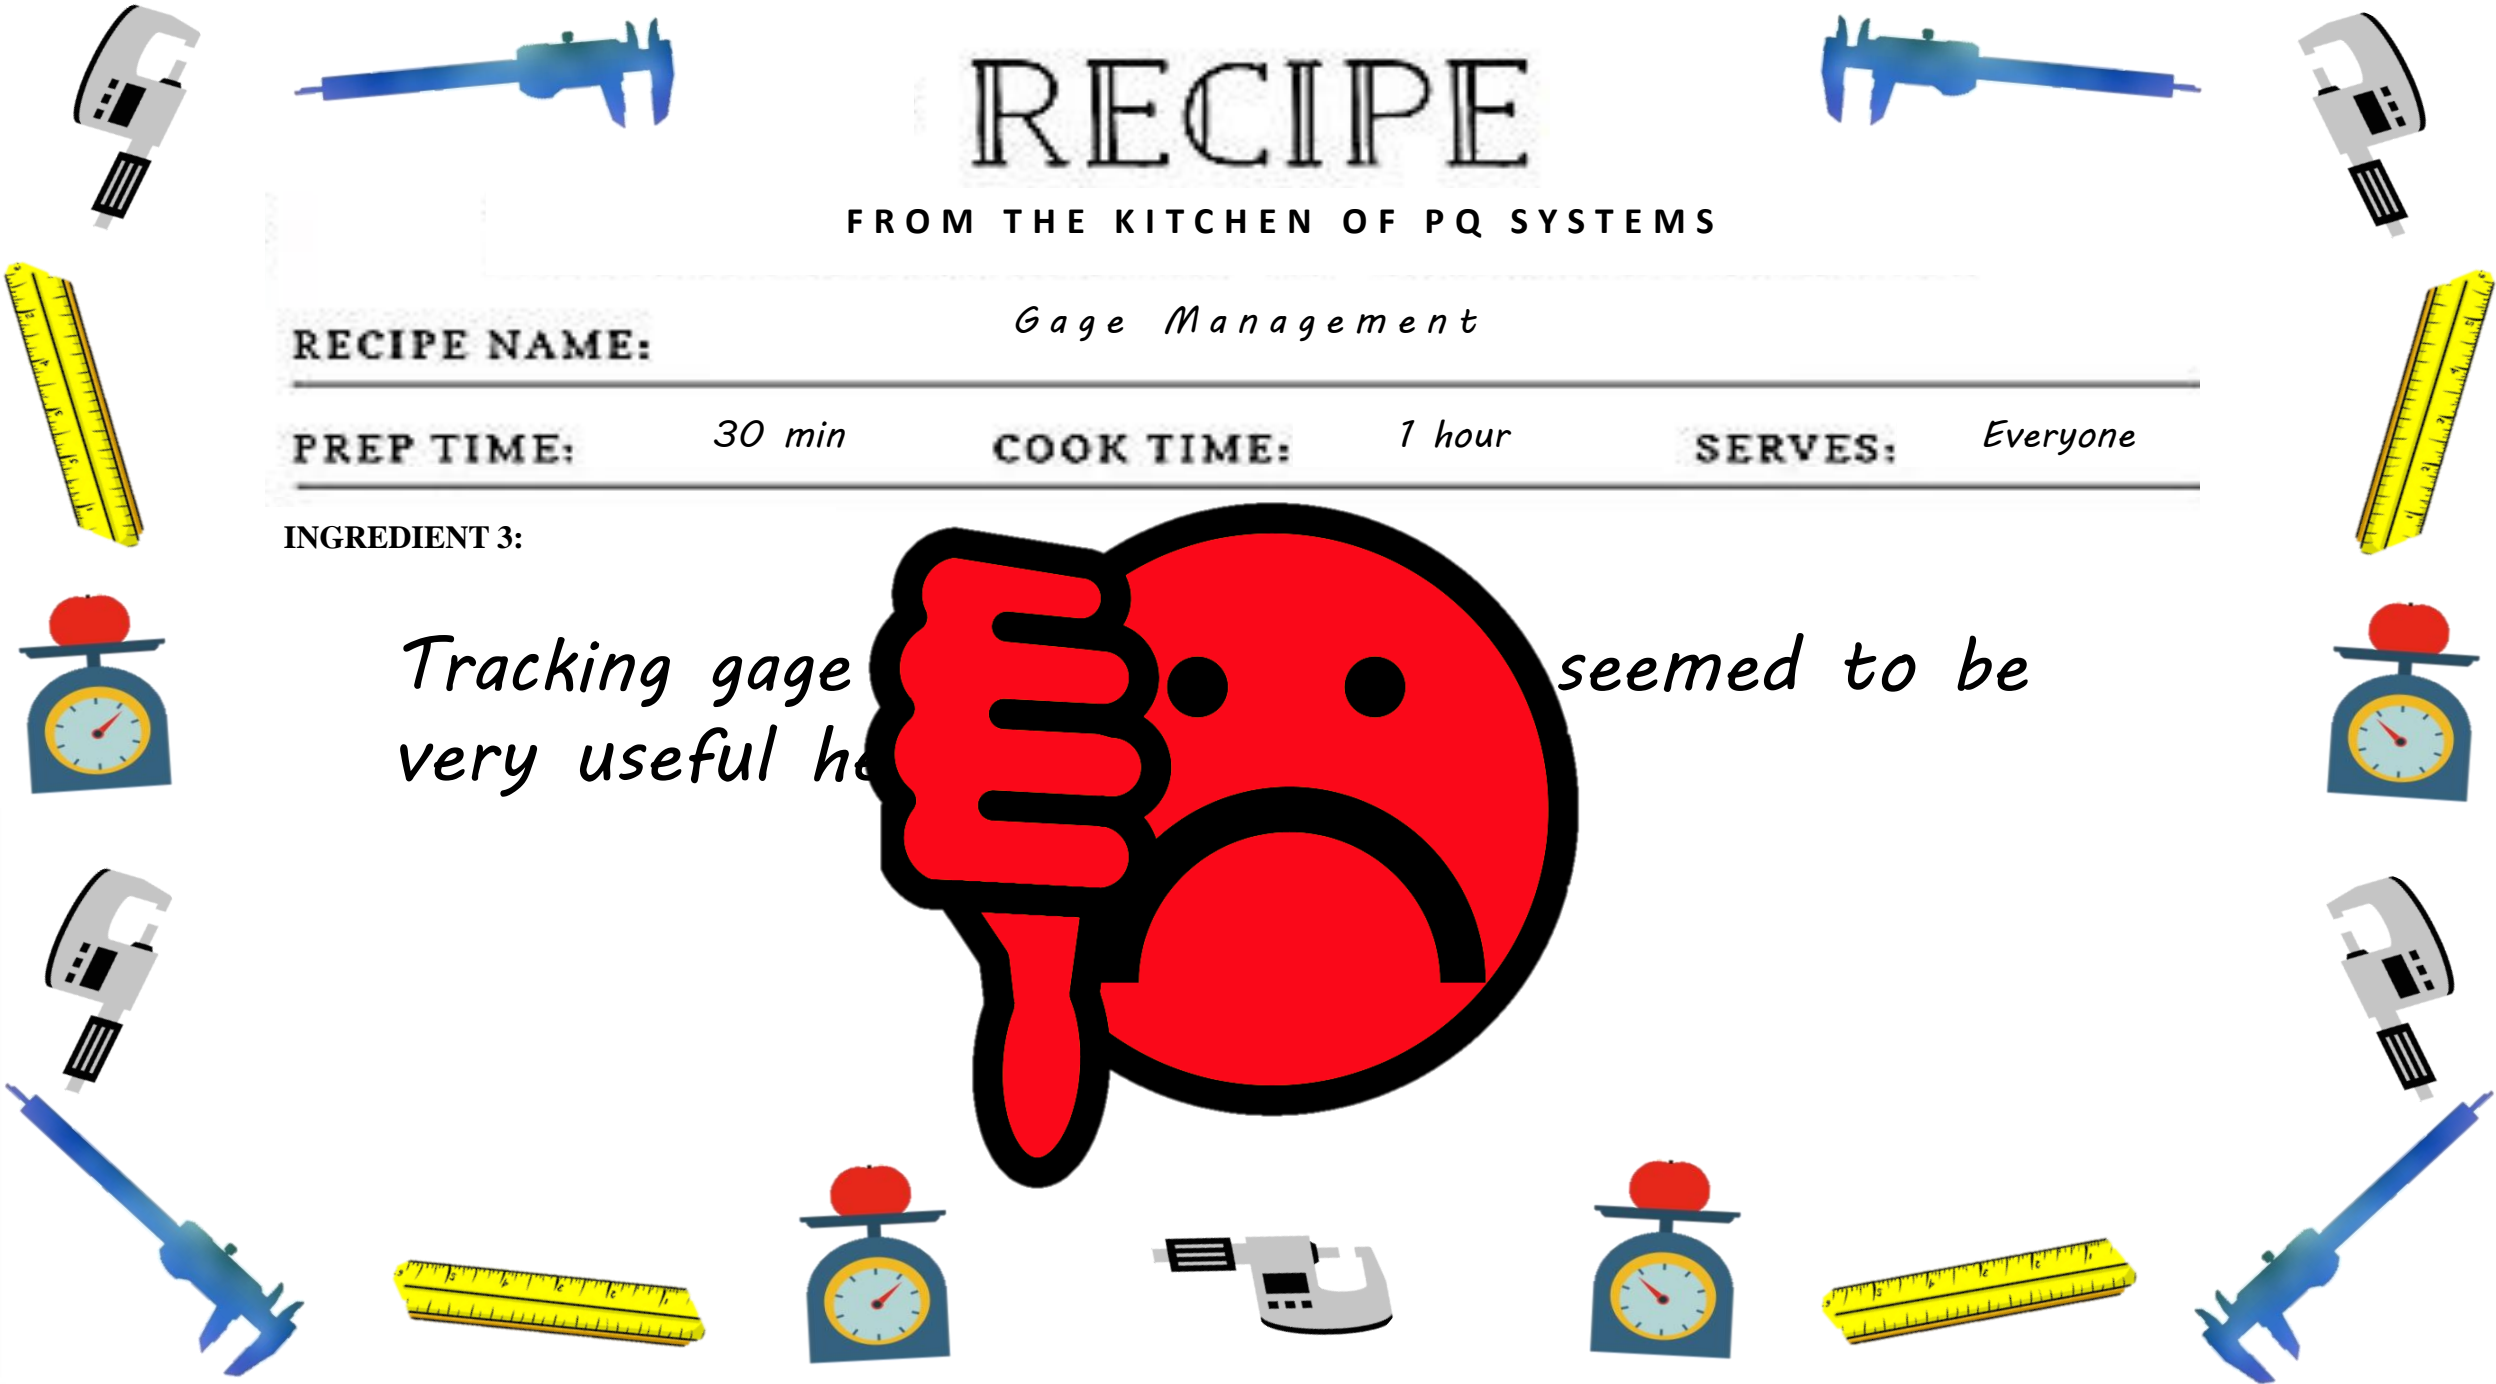 RECIPE
FROM THE KITCHEN OF PQ SYSTEMS
RECIPE NAME: Gage Management
PREP TIME: 30 min COOK TIME: 1 hour SERVES: Everyone
INGREDIENT 3:
Tracking gage seemed to be
very useful